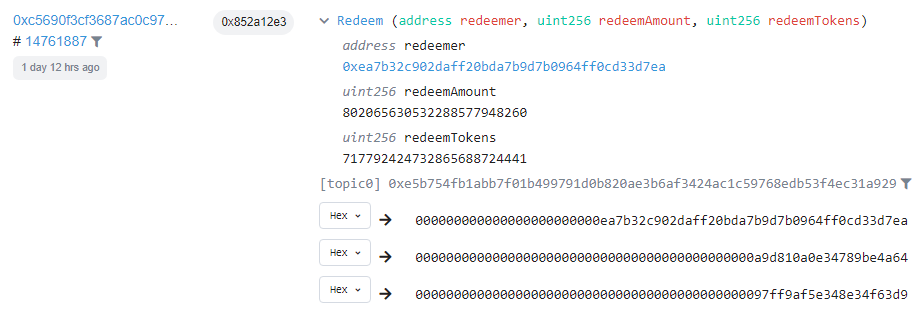 0xc5690f3cf3687ac0c97...
# 14761887
1 day 12 hrs ago
0x852a12e3
Redeem (address redeemer, uint256 redeemAmount, uint256 redeemTokens)
address redeemer
0xea7b32c902daff20bda7b9d7b0964ff0cd33d7ea
uint256 redeemAmount
802065630532288577948260
uint256 redeemTokens
717792424732865688724441
[topic0] 0xe5b754fb1abb7f01b499791d0b820ae3b6af3424ac1c59768edb53f4ec31a929
Hex → 000000000000000000000000ea7b32c902daff20bda7b9d7b0964ff0cd33d7ea
Hex → 00000000000000000000000000000000000000000000a9d810a0e34789be4a64
Hex → 0000000000000000000000000000000000000000000097ff9af5e348e34f63d9